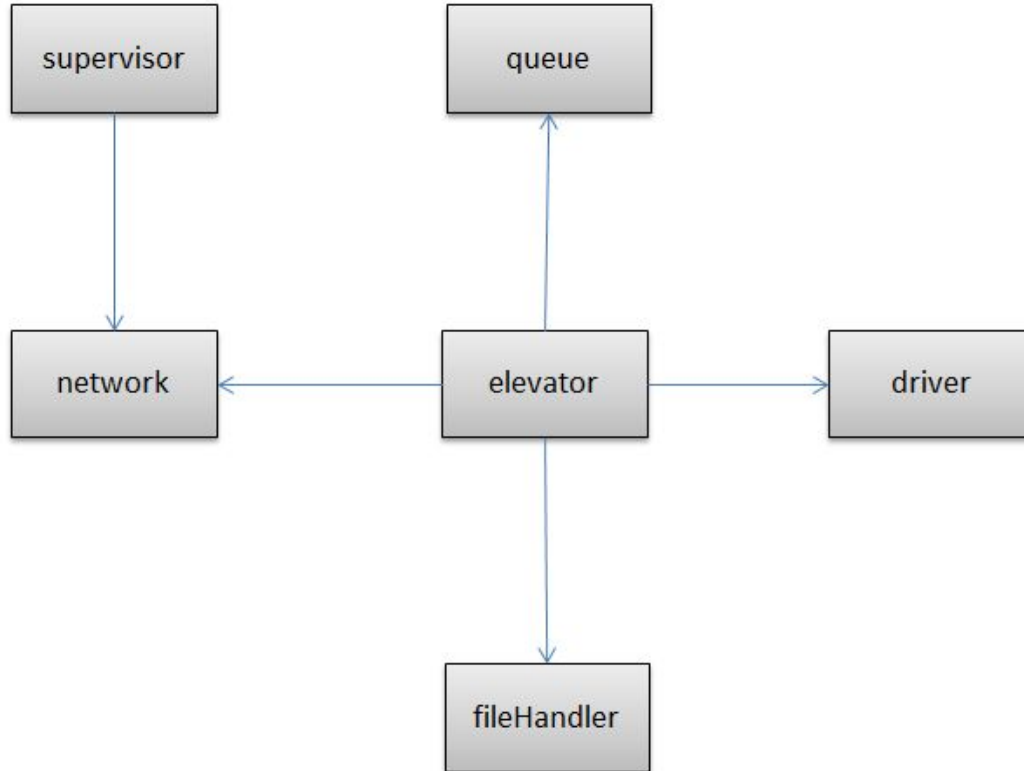 supervisor
queue
network
elevator
driver
fileHandler